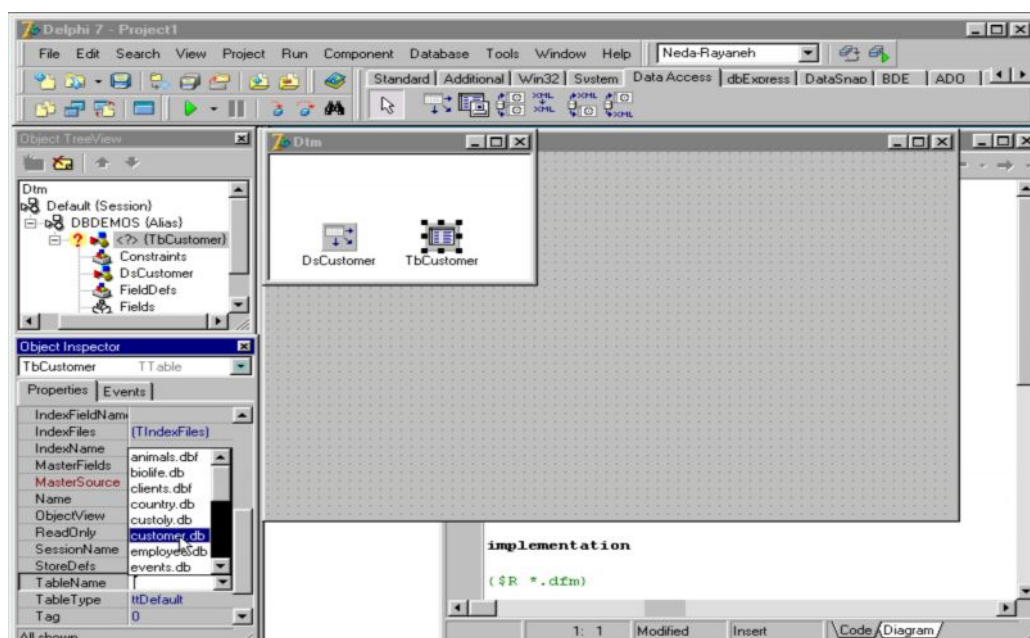 Delphi 7 - Project1
File Edit Search View Project Run Component Database Tools Window Help Neda-Rayaneh
Standard Additional Win32 System Data Access dbExpress DataSnap BDE ADO
Object TreeView
Dtm
Default (Session)
DBDEMOS (Alias)
<?> (TbCustomer)
Constraints
DsCustomer
FieldDefs
Fields
Dtm
DsCustomer TbCustomer
Object Inspector
TbCustomer TTable
Properties Events
IndexFieldName
IndexFiles (TIndexFiles)
IndexName
MasterFields
MasterSource
Name
ObjectView
ReadOnly
SessionName
StoreDefs
TableName
TableType ttDefault
Tag 0
All shown
animals.dbf
biolife.db
clients.dbf
country.db
custoly.db
customer.db
employee.db
events.db
implementation
{$R *.dfm}
1: 1 Modified Insert Code Diagram